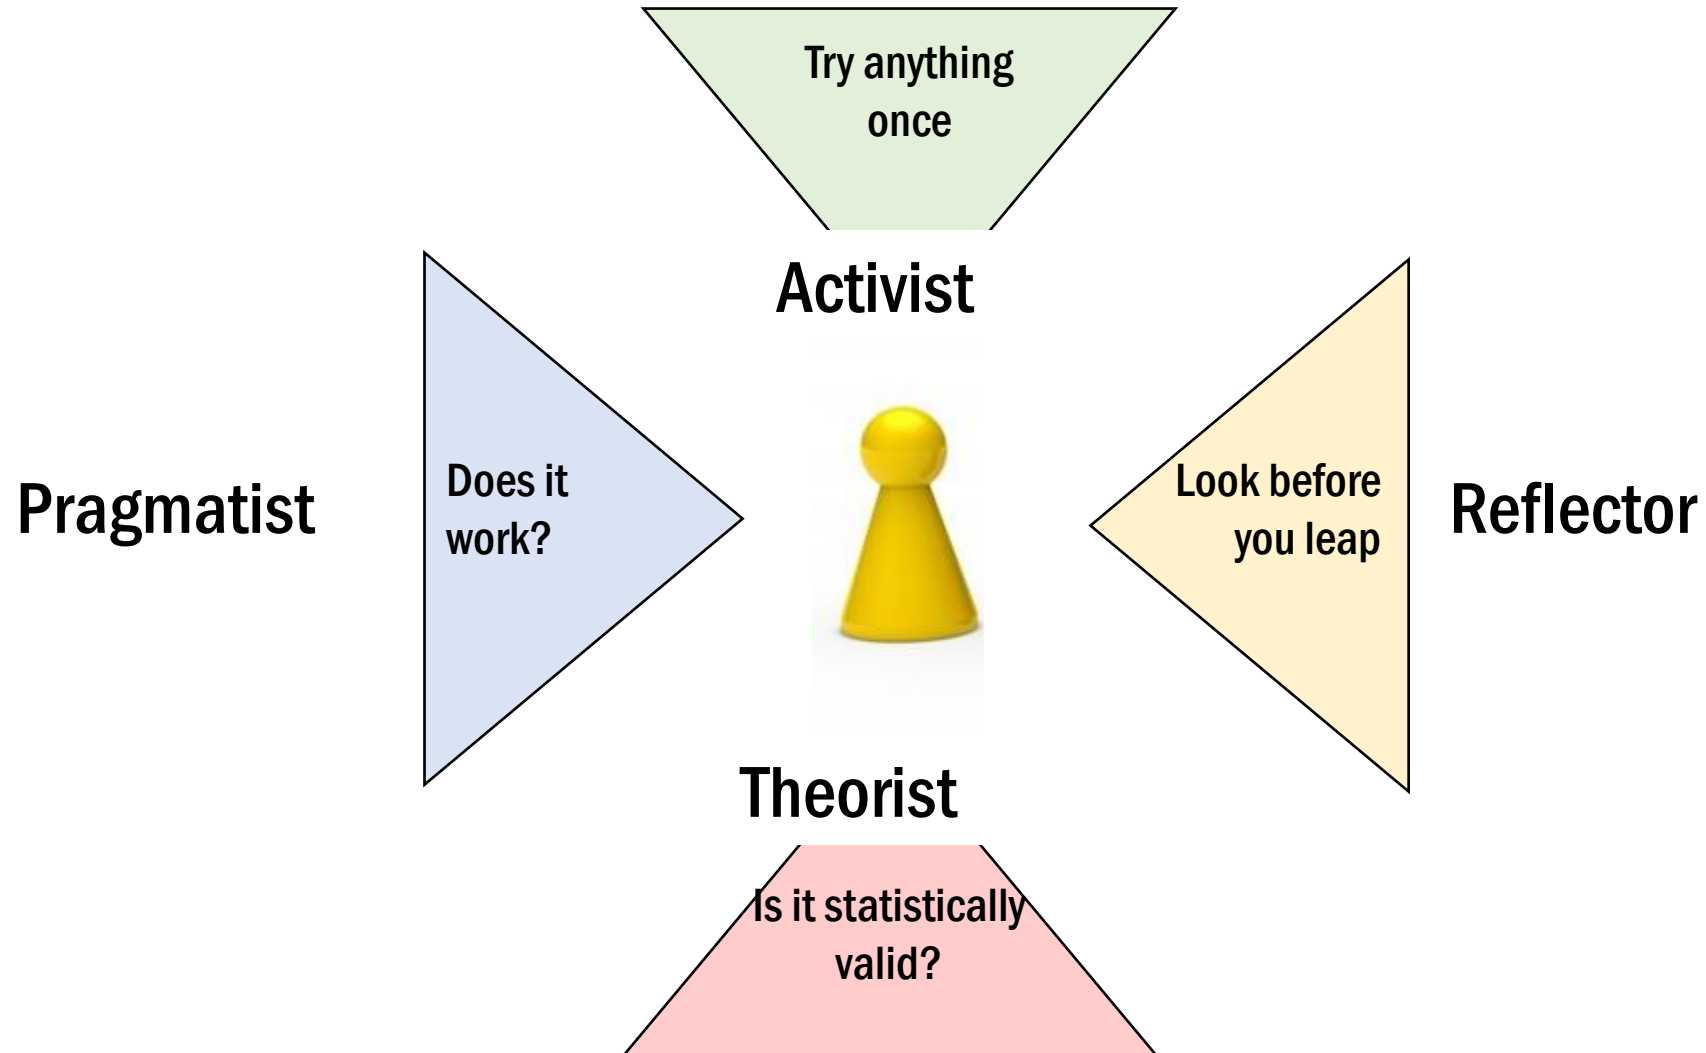 Try anything
once
Activist
Pragmatist
Does it
work?
Look before
you leap
Reflector
Theorist
Is it statistically
valid?